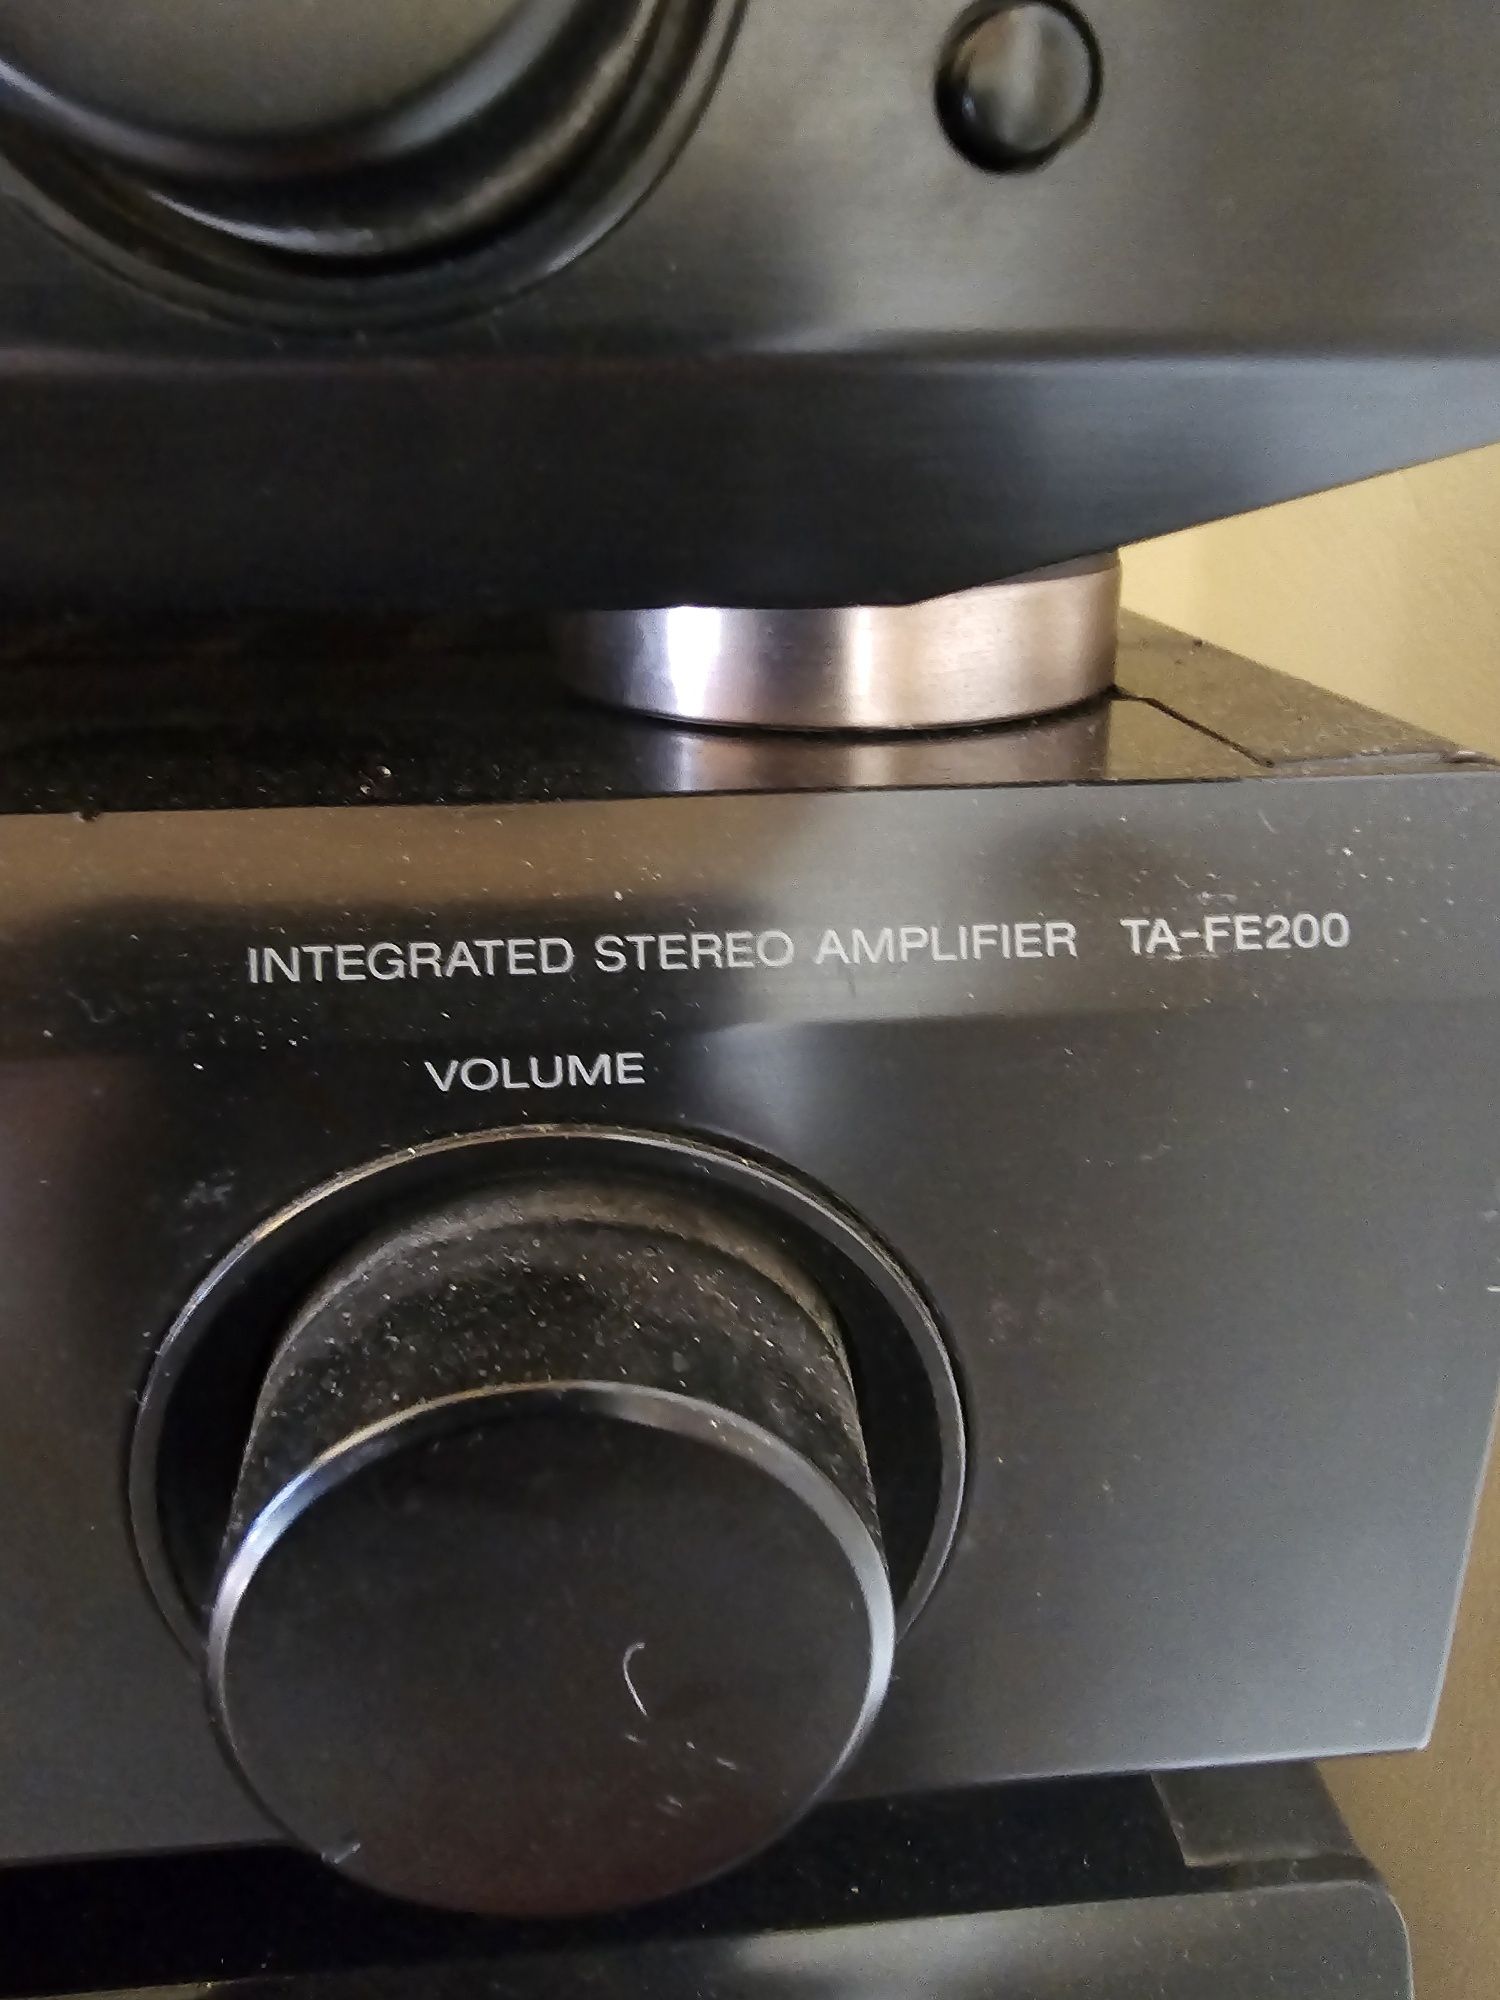 INTEGRATED STEREO AMPLIFIER TA-FE200
VOLUME